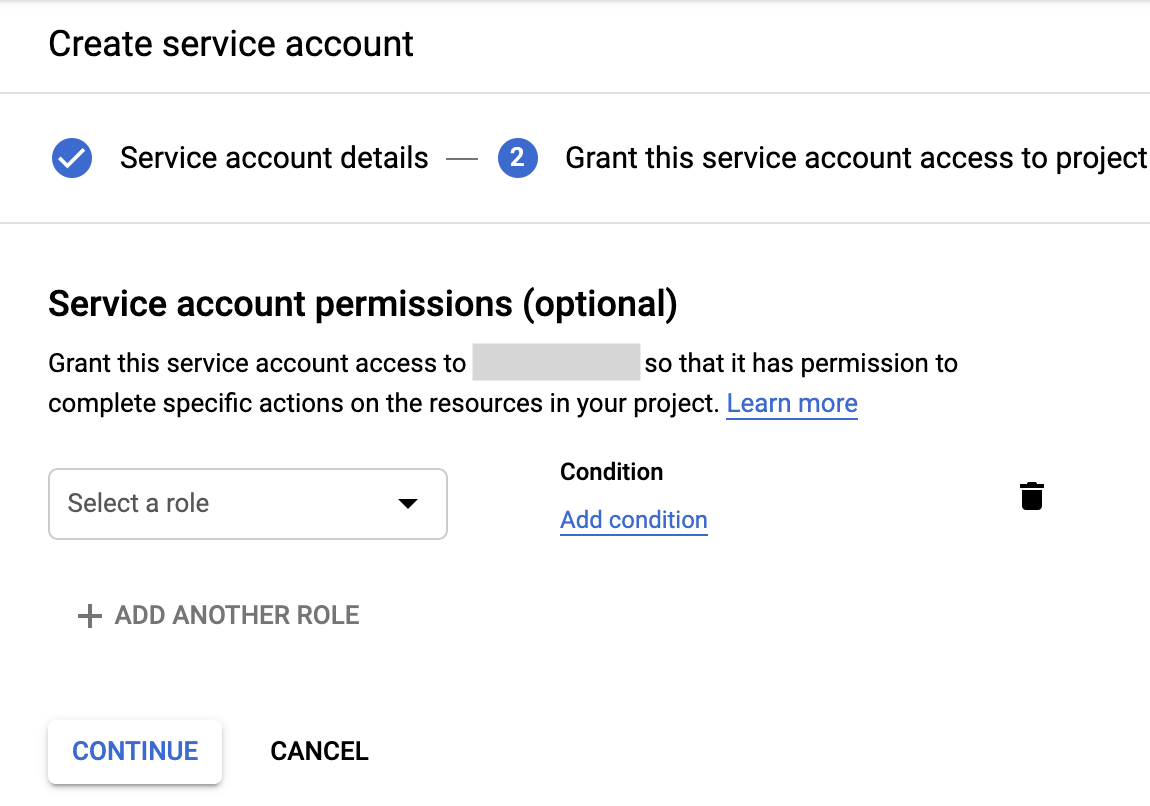 Create service account
Service account details
2
Grant this service account access to project
Service account permissions (optional)
Grant this service account access to so that it has permission to
complete specific actions on the resources in your project. Learn more
Select a role
Condition
Add condition
ADD ANOTHER ROLE
CONTINUE
CANCEL